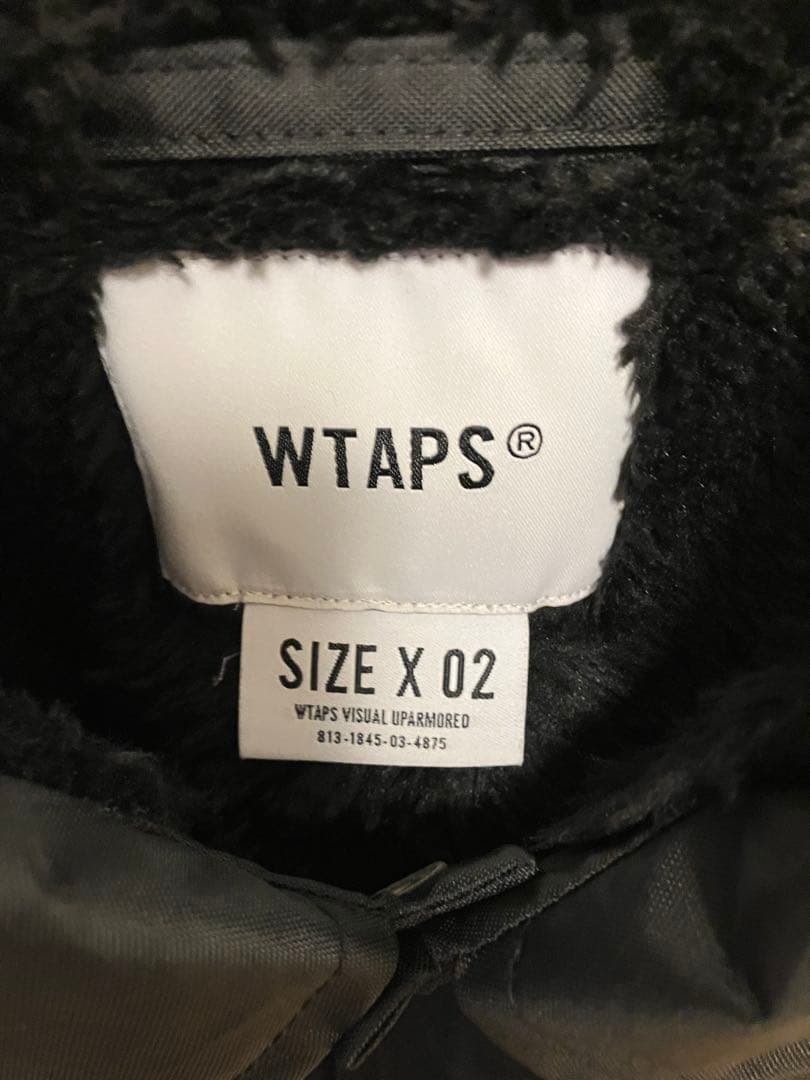 WTAPS®
SIZE X 02
WTAPS VISUAL UPARMORED
813-1845-03-4875